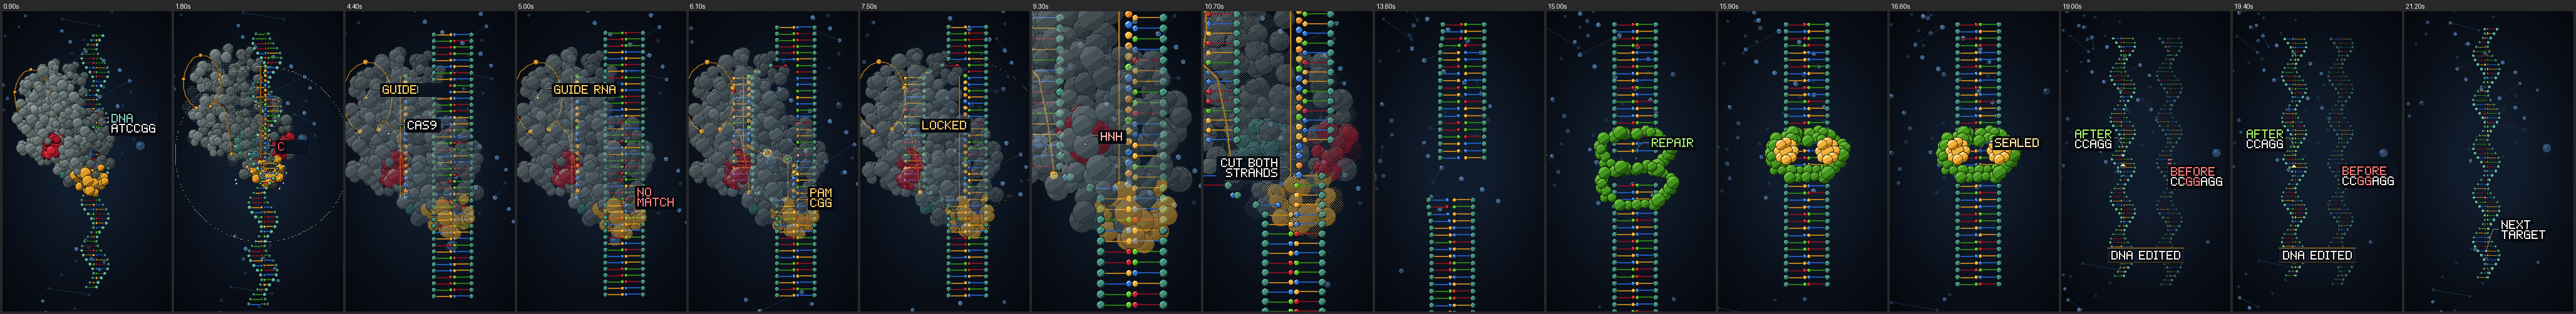 0.90s
1.80s
4.40s
5.00s
6.10s
7.50s
9.30s
10.70s
13.60s
15.00s
15.90s
16.60s
19.00s
19.40s
21.20s
DNA
ATCCGG
C
GUIDE
CAS9
GUIDE RNA
NO
MATCH
PAM
CGG
LOCKED
HNH
CUT BOTH
STRANDS
REPAIR
SEALED
AFTER
CCAGG
BEFORE
CCGGAGG
DNA EDITED
AFTER
CCAGG
BEFORE
CCGGAGG
DNA EDITED
NEXT
TARGET